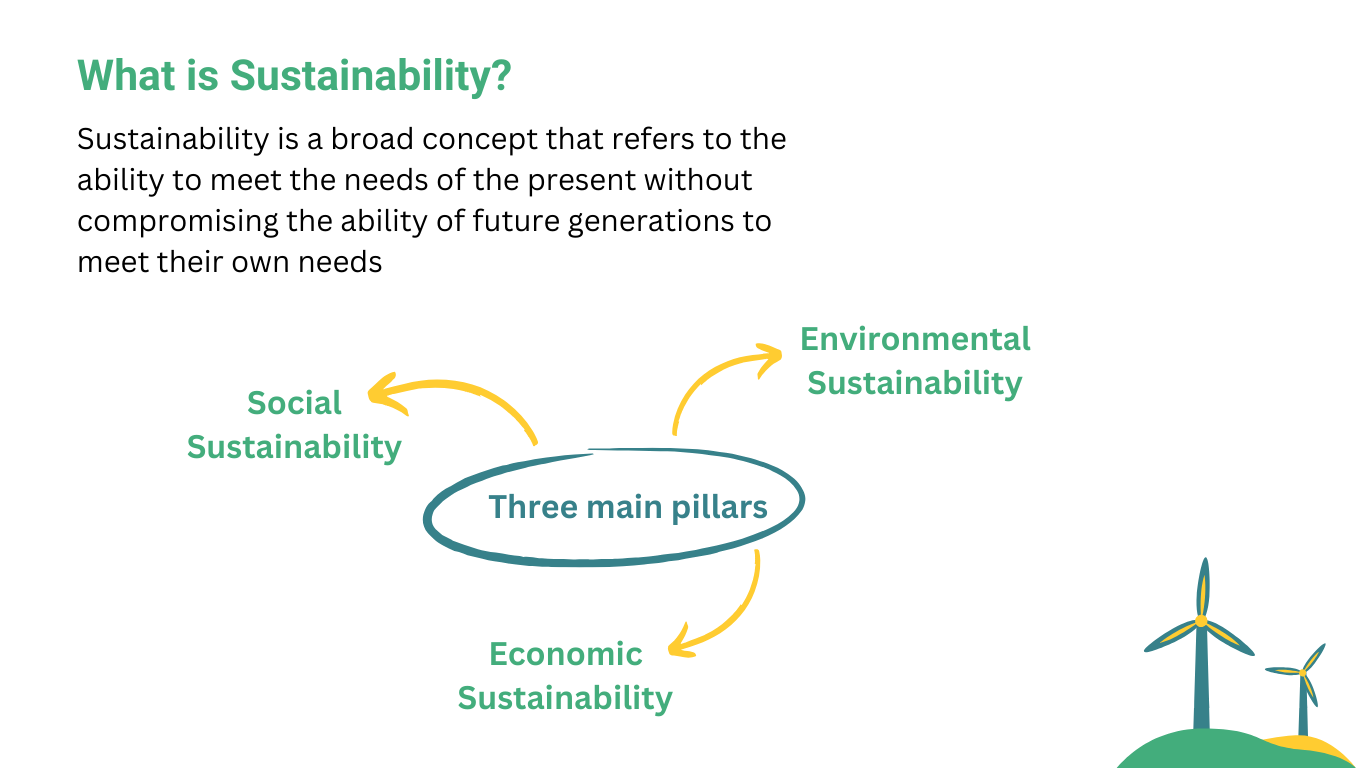 What is Sustainability?
Sustainability is a broad concept that refers to the
ability to meet the needs of the present without
compromising the ability of future generations to
meet their own needs
Environmental
Sustainability
Social
Sustainability
Three main pillars
Economic
Sustainability